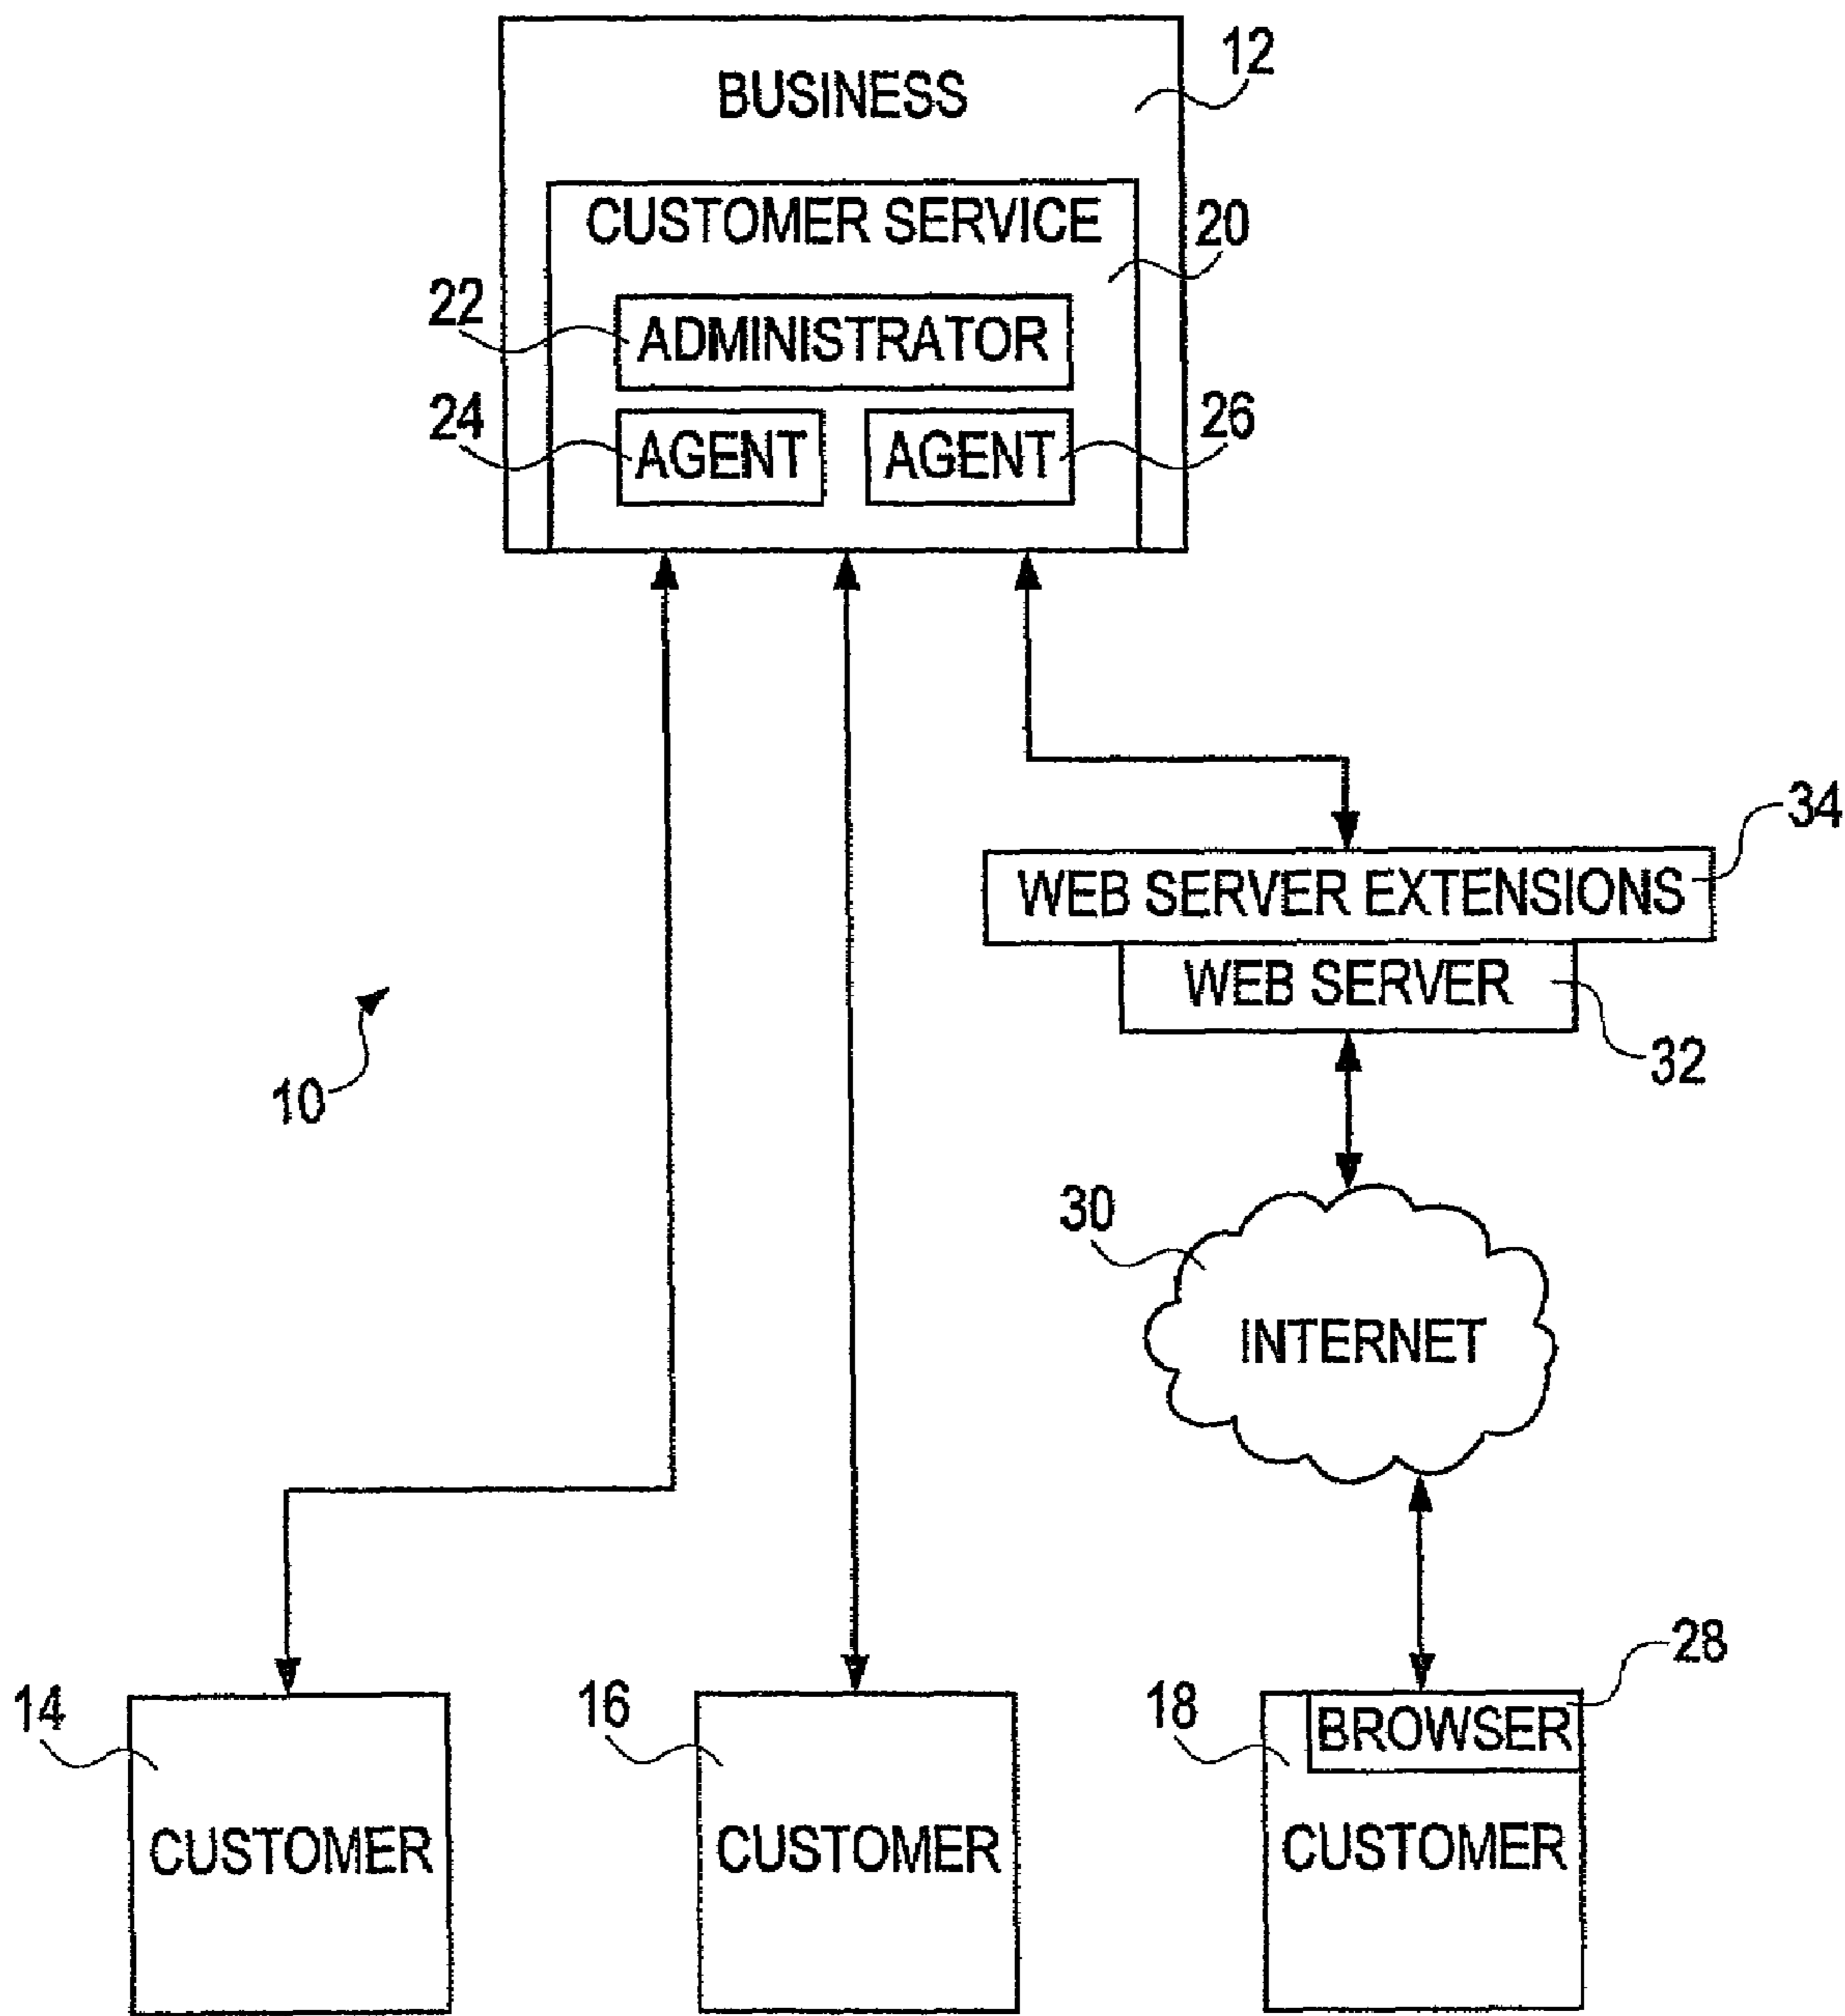 BUSINESS
12
CUSTOMER SERVICE
20
22
ADMINISTRATOR
24
AGENT
AGENT
26
34
WEB SERVER EXTENSIONS
WEB SERVER
32
10
30
INTERNET
28
14
16
18
BROWSER
CUSTOMER
CUSTOMER
CUSTOMER